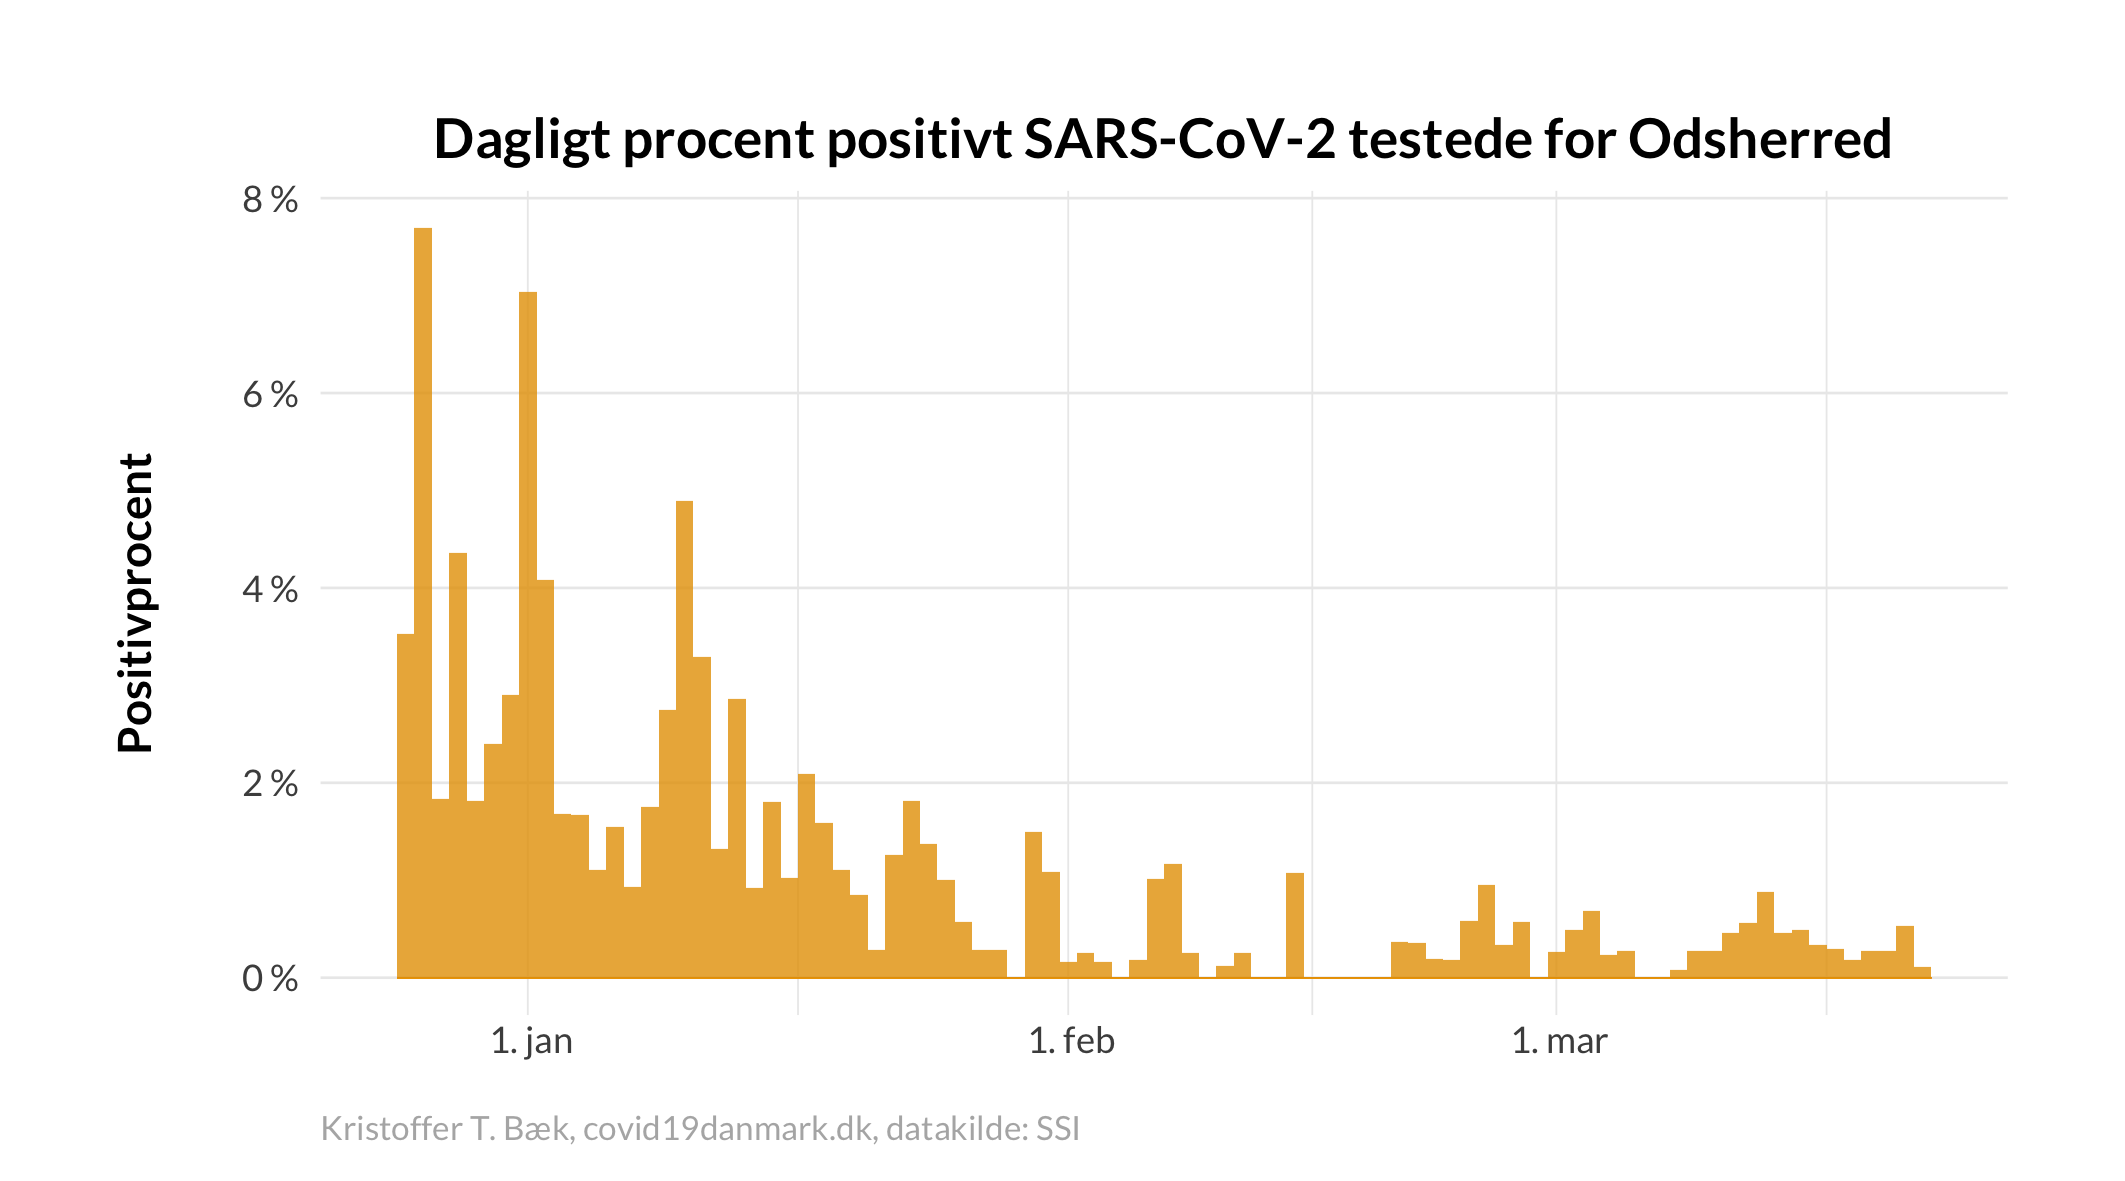 Dagligt procent positivt SARS-CoV-2 testede for Odsherred
Positivprocent
8 %
6 %
4 %
2 %
0 %
1. jan
1. feb
1. mar
Kristoffer T. Bæk, covid19danmark.dk, datakilde: SSI